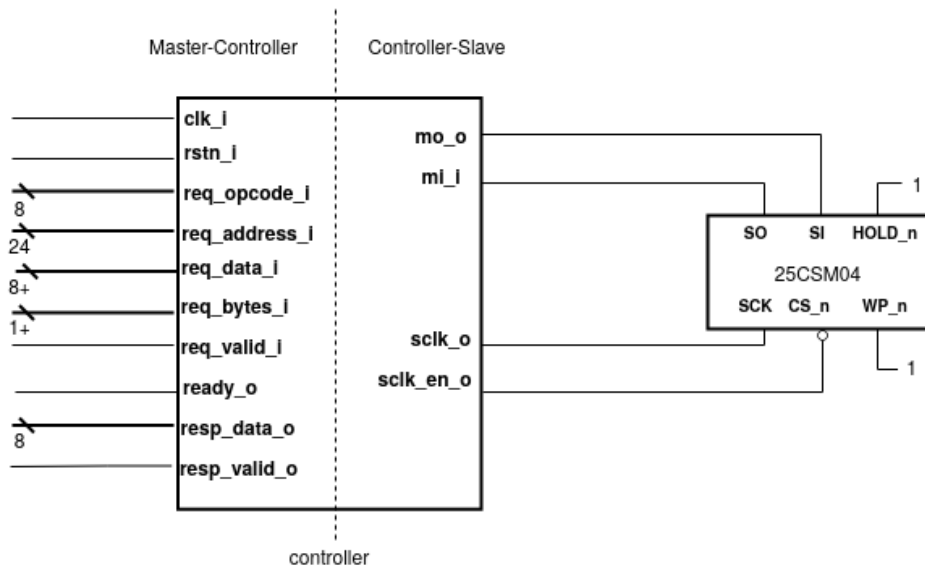 Master-Controller
Controller-Slave
clk_i
rstn_i
req_opcode_i
8
req_address_i
24
req_data_i
8+
req_bytes_i
1+
req_valid_i
ready_o
resp_data_o
8
resp_valid_o
mo_o
mi_i
sclk_o
sclk_en_o
1
SO SI HOLD_n
25CSM04
SCK CS_n WP_n
1
controller